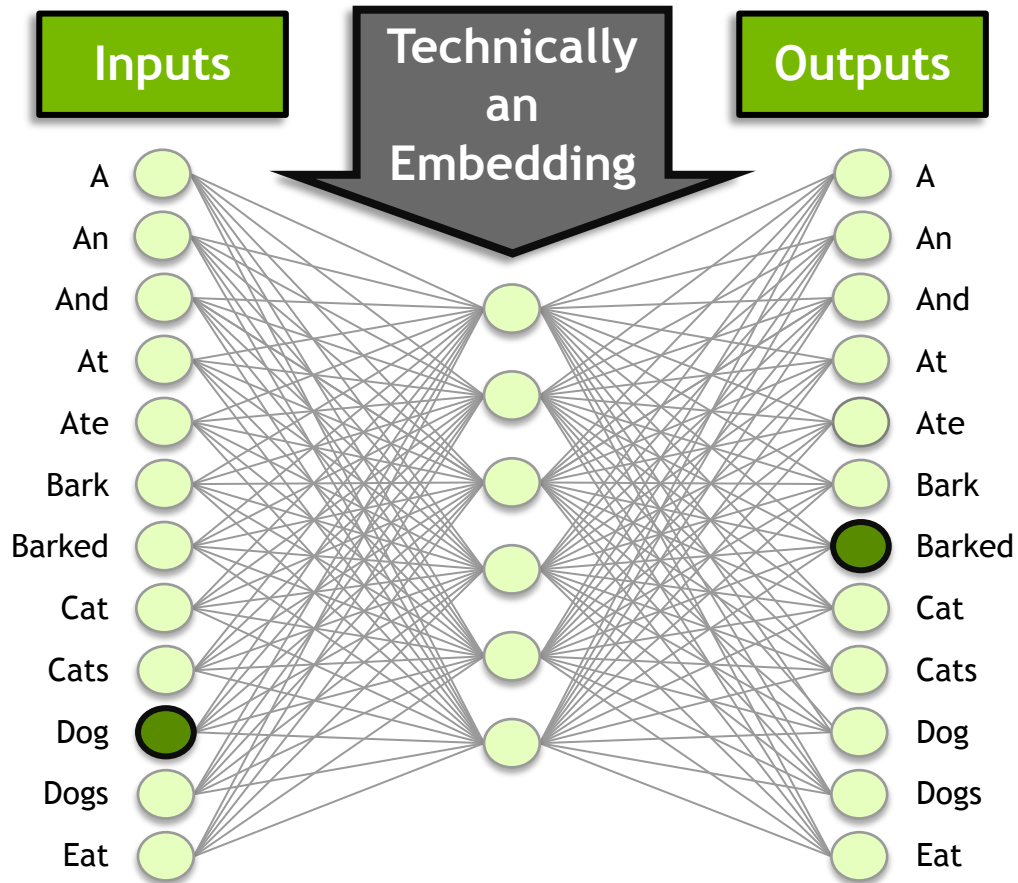 Inputs
Technically
an
Embedding
Outputs
A
An
And
At
Ate
Bark
Barked
Cat
Cats
Dog
Dogs
Eat
A
An
And
At
Ate
Bark
Barked
Cat
Cats
Dog
Dogs
Eat